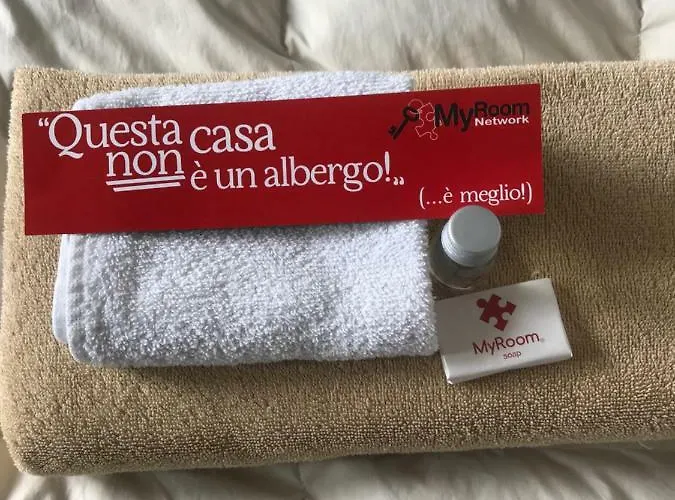 “Questa casa
non è un albergo!„
(...è meglio!)
MyRoom
Network
MyRoom®
soap